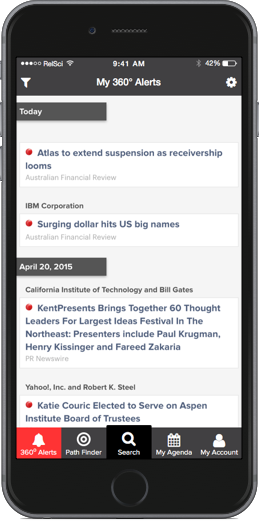 RelSci 9:41 AM 42%
My 360° Alerts
Today
Atlas to extend suspension as receivership
looms
Australian Financial Review
IBM Corporation
Surging dollar hits US big names
Australian Financial Review
April 20, 2015
California Institute of Technology and Bill Gates
KentPresents Brings Together 60 Thought
Leaders For Largest Ideas Festival In The
Northeast: Presenters include Paul Krugman,
Henry Kissinger and Fareed Zakaria
PR Newswire
Yahoo!, Inc. and Robert K. Steel
Katie Couric Elected to Serve on Aspen
Institute Board of Trustees
360° Alerts Path Finder Search My Agenda My Account